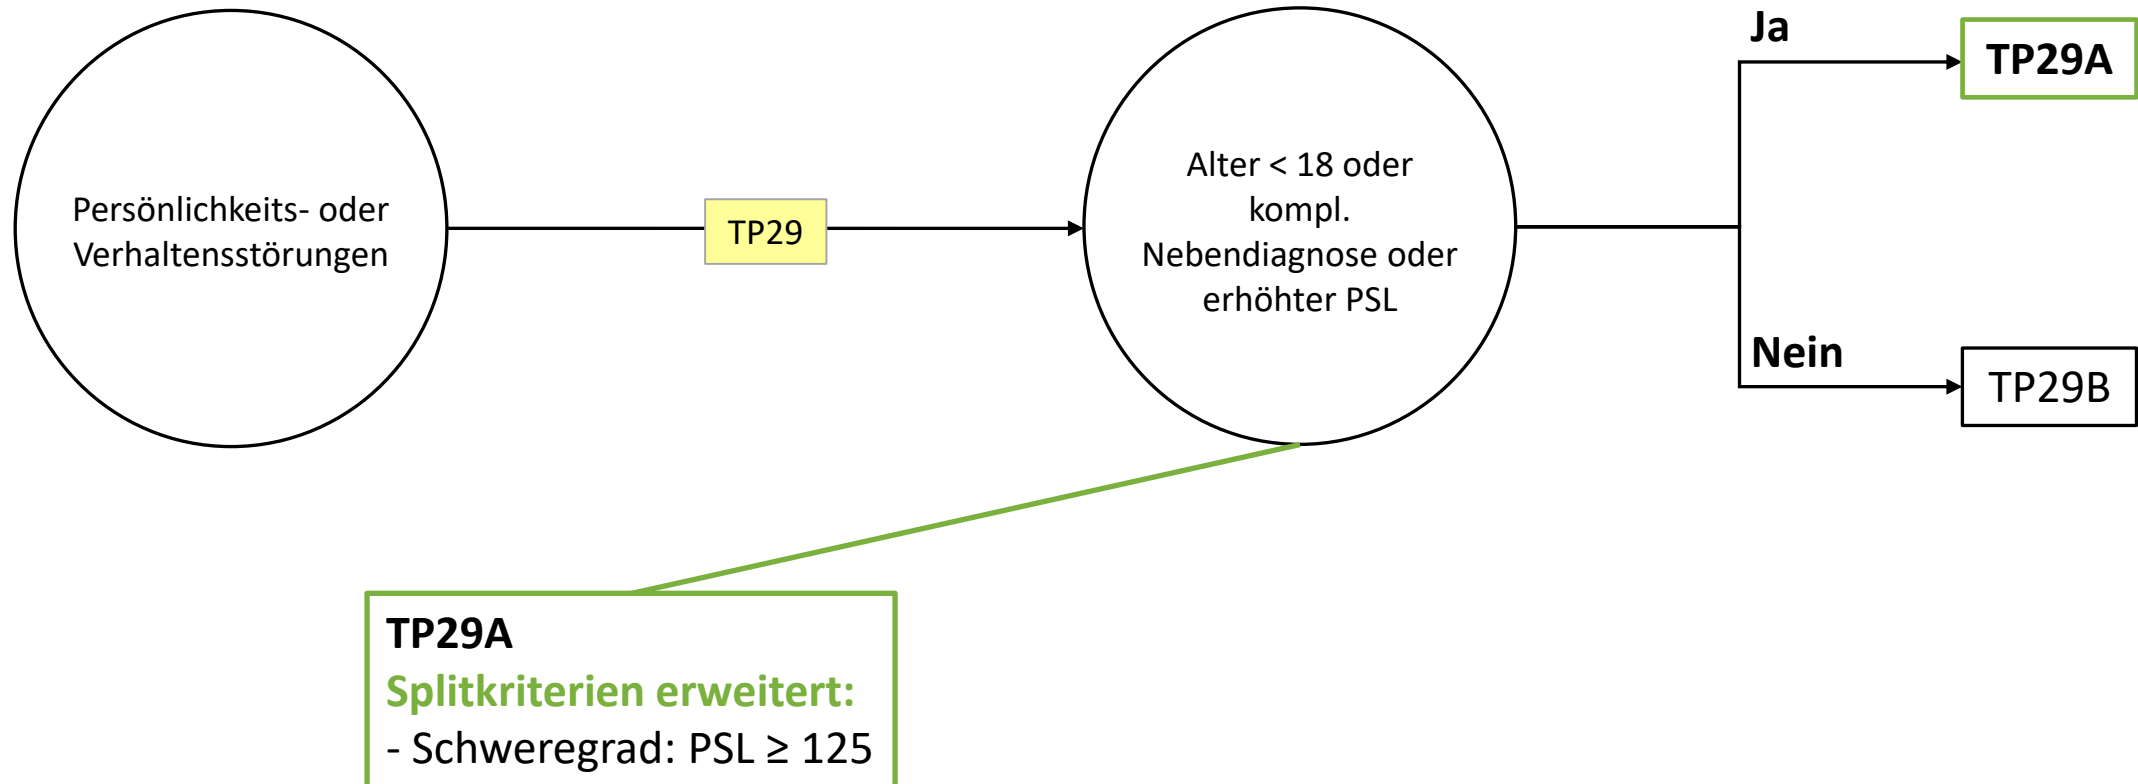 Persönlichkeits- oder
Verhaltensstörungen
TP29
Alter < 18 oder
kompl.
Nebendiagnose oder
erhöhter PSL
Ja
TP29A
Nein
TP29B
TP29A
Splitkriterien erweitert:
- Schweregrad: PSL ≥ 125